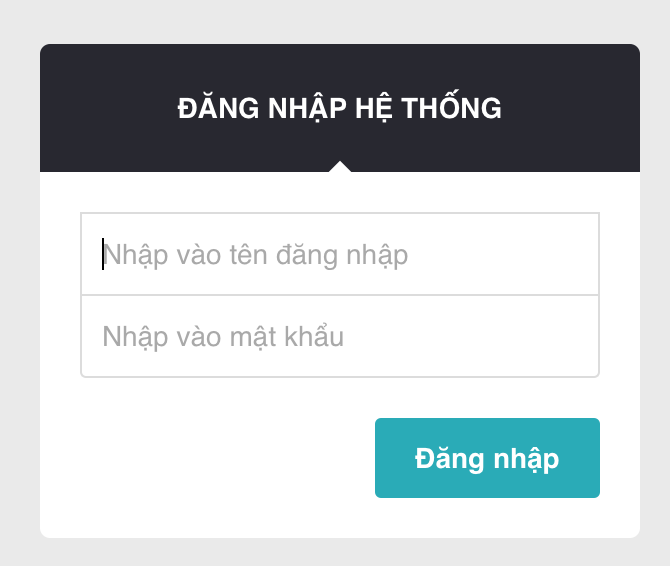 ĐĂNG NHẬP HỆ THỐNG
Nhập vào tên đăng nhập
Nhập vào mật khẩu
Đăng nhập